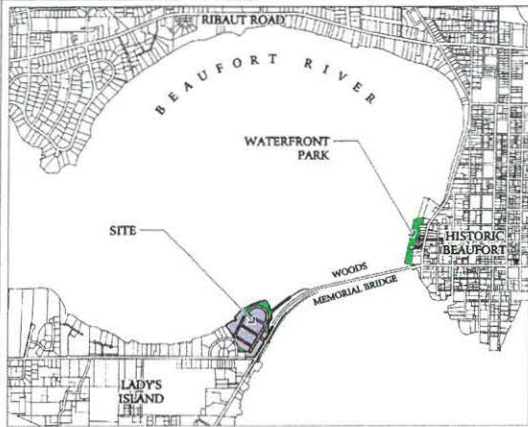 RIBAUT ROAD
BEAUFORT RIVER
WATERFRONT
PARK
SITE
HISTORIC
BEAUFORT
WOODS
MEMORIAL BRIDGE
LADY'S
ISLAND